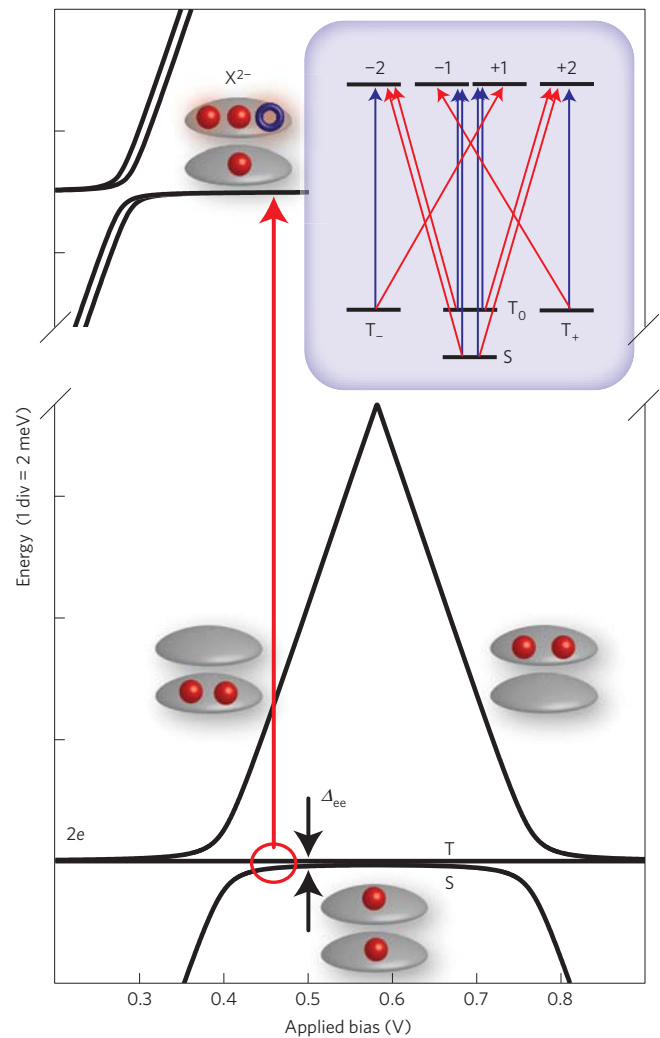 X2−
−2 −1 +1 +2
T0
T− T+
S
Energy (1 div = 2 meV)
Δee
2e T
S
0.3 0.4 0.5 0.6 0.7 0.8
Applied bias (V)